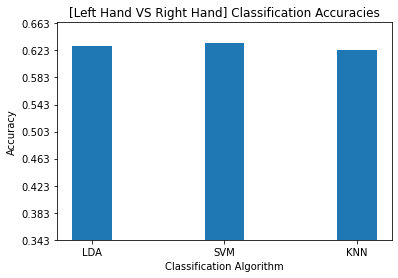 [Left Hand VS Right Hand] Classification Accuracies
0.663
0.623
0.583
0.543
0.503
0.463
0.423
0.383
0.343
Accuracy
LDA SVM KNN
Classification Algorithm